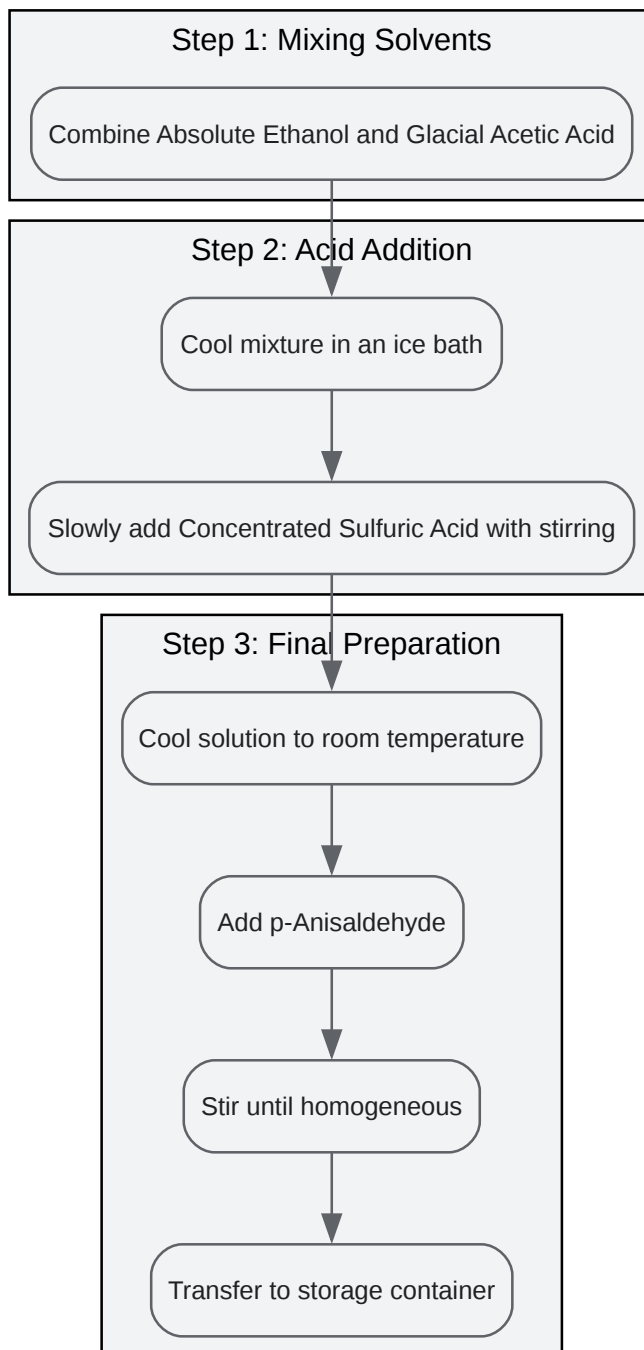 Step 1: Mixing Solvents
Combine Absolute Ethanol and Glacial Acetic Acid
Step 2: Acid Addition
Cool mixture in an ice bath
Slowly add Concentrated Sulfuric Acid with stirring
Step 3: Final Preparation
Cool solution to room temperature
Add p-Anisaldehyde
Stir until homogeneous
Transfer to storage container